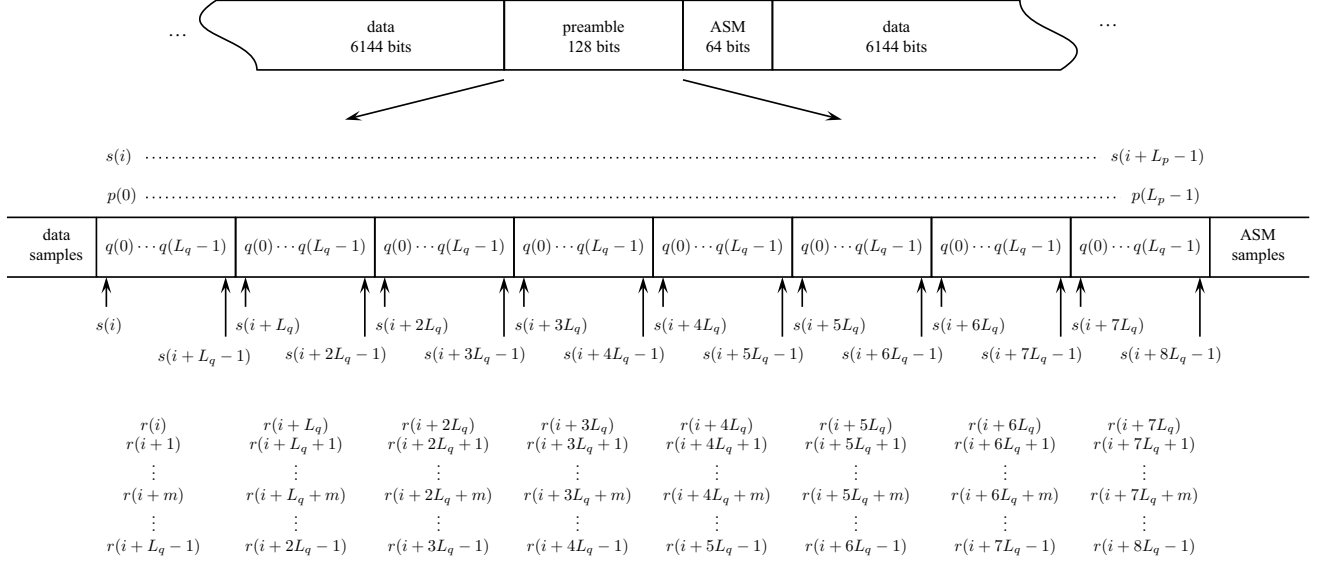 ... data preamble ASM data ...
6144 bits 128 bits 64 bits 6144 bits
s(i) s(i + L_p − 1)
p(0) p(L_p − 1)
data samples q(0) ⋯ q(L_q − 1) q(0) ⋯ q(L_q − 1) q(0) ⋯ q(L_q − 1) q(0) ⋯ q(L_q − 1) q(0) ⋯ q(L_q − 1) q(0) ⋯ q(L_q − 1) q(0) ⋯ q(L_q − 1) q(0) ⋯ q(L_q − 1) ASM samples
s(i) s(i + L_q) s(i + 2L_q) s(i + 3L_q) s(i + 4L_q) s(i + 5L_q) s(i + 6L_q) s(i + 7L_q)
s(i + L_q − 1) s(i + 2L_q − 1) s(i + 3L_q − 1) s(i + 4L_q − 1) s(i + 5L_q − 1) s(i + 6L_q − 1) s(i + 7L_q − 1) s(i + 8L_q − 1)
r(i) r(i + L_q) r(i + 2L_q) r(i + 3L_q) r(i + 4L_q) r(i + 5L_q) r(i + 6L_q) r(i + 7L_q)
r(i + 1) r(i + L_q + 1) r(i + 2L_q + 1) r(i + 3L_q + 1) r(i + 4L_q + 1) r(i + 5L_q + 1) r(i + 6L_q + 1) r(i + 7L_q + 1)
⋮ ⋮ ⋮ ⋮ ⋮ ⋮ ⋮ ⋮
r(i + m) r(i + L_q + m) r(i + 2L_q + m) r(i + 3L_q + m) r(i + 4L_q + m) r(i + 5L_q + m) r(i + 6L_q + m) r(i + 7L_q + m)
⋮ ⋮ ⋮ ⋮ ⋮ ⋮ ⋮ ⋮
r(i + L_q − 1) r(i + 2L_q − 1) r(i + 3L_q − 1) r(i + 4L_q − 1) r(i + 5L_q − 1) r(i + 6L_q − 1) r(i + 7L_q − 1) r(i + 8L_q − 1)